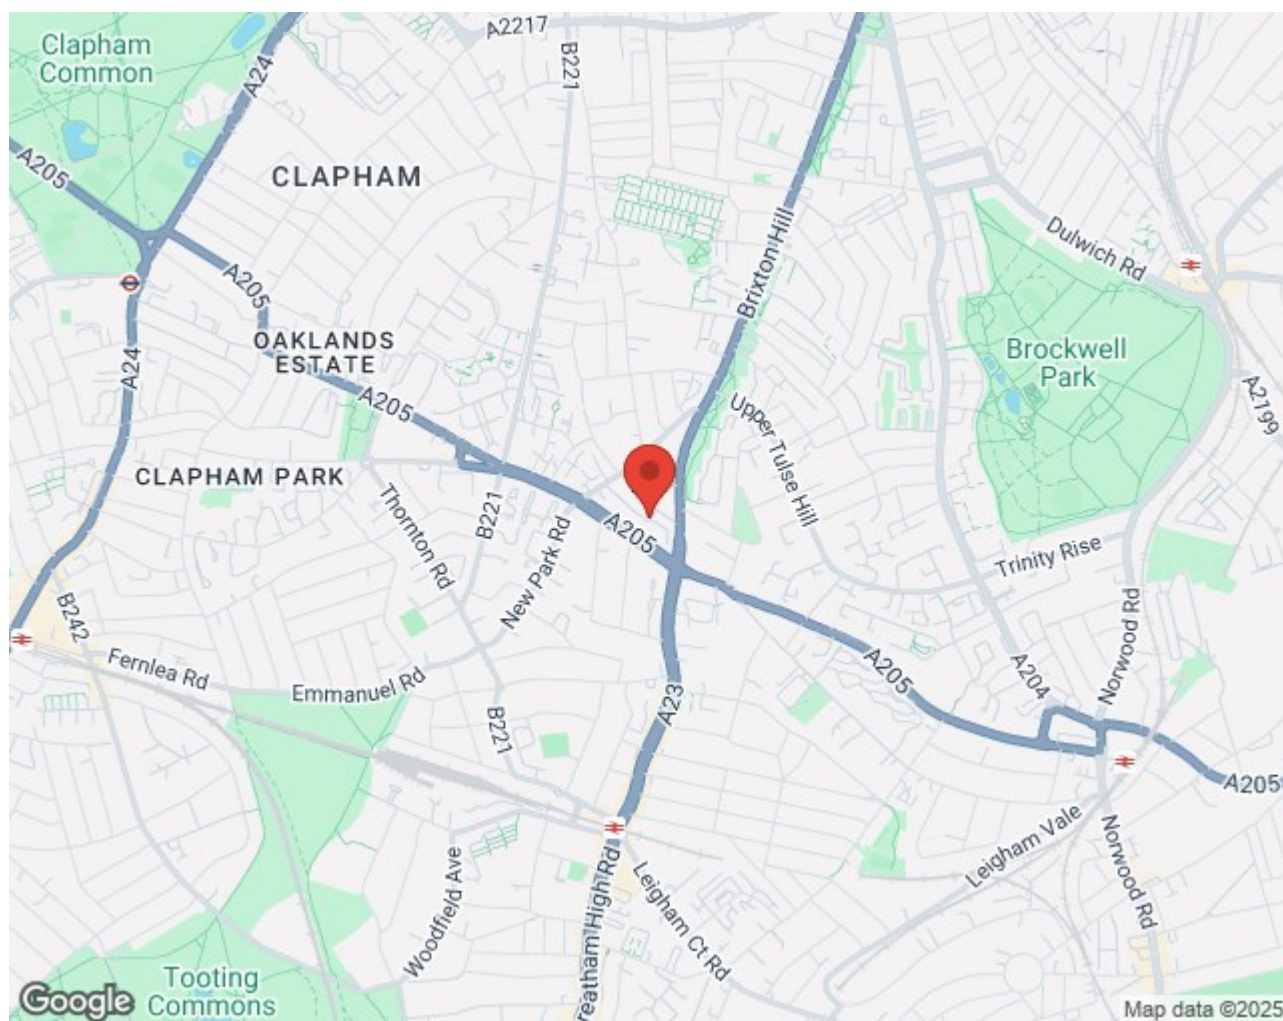 A2217
Clapham
Common
A24
B221
A205
CLAPHAM
Dulwich Rd
Brixton Hill
A205
OAKLANDS
ESTATE
Brockwell
Park
A24
A205
A2199
Upper Tulse Hill
CLAPHAM PARK
Thornton Rd
B221
A205
New Park Rd
Trinity Rise
B242
Norwood Rd
Fernlea Rd
Emmanuel Rd
A205
A204
A23
B221
A205
Leigham Vale
Norwood Rd
Woodfield Ave
Leigham Ct Rd
reatham High Rd
Tooting
Commons
Google
Map data ©2025